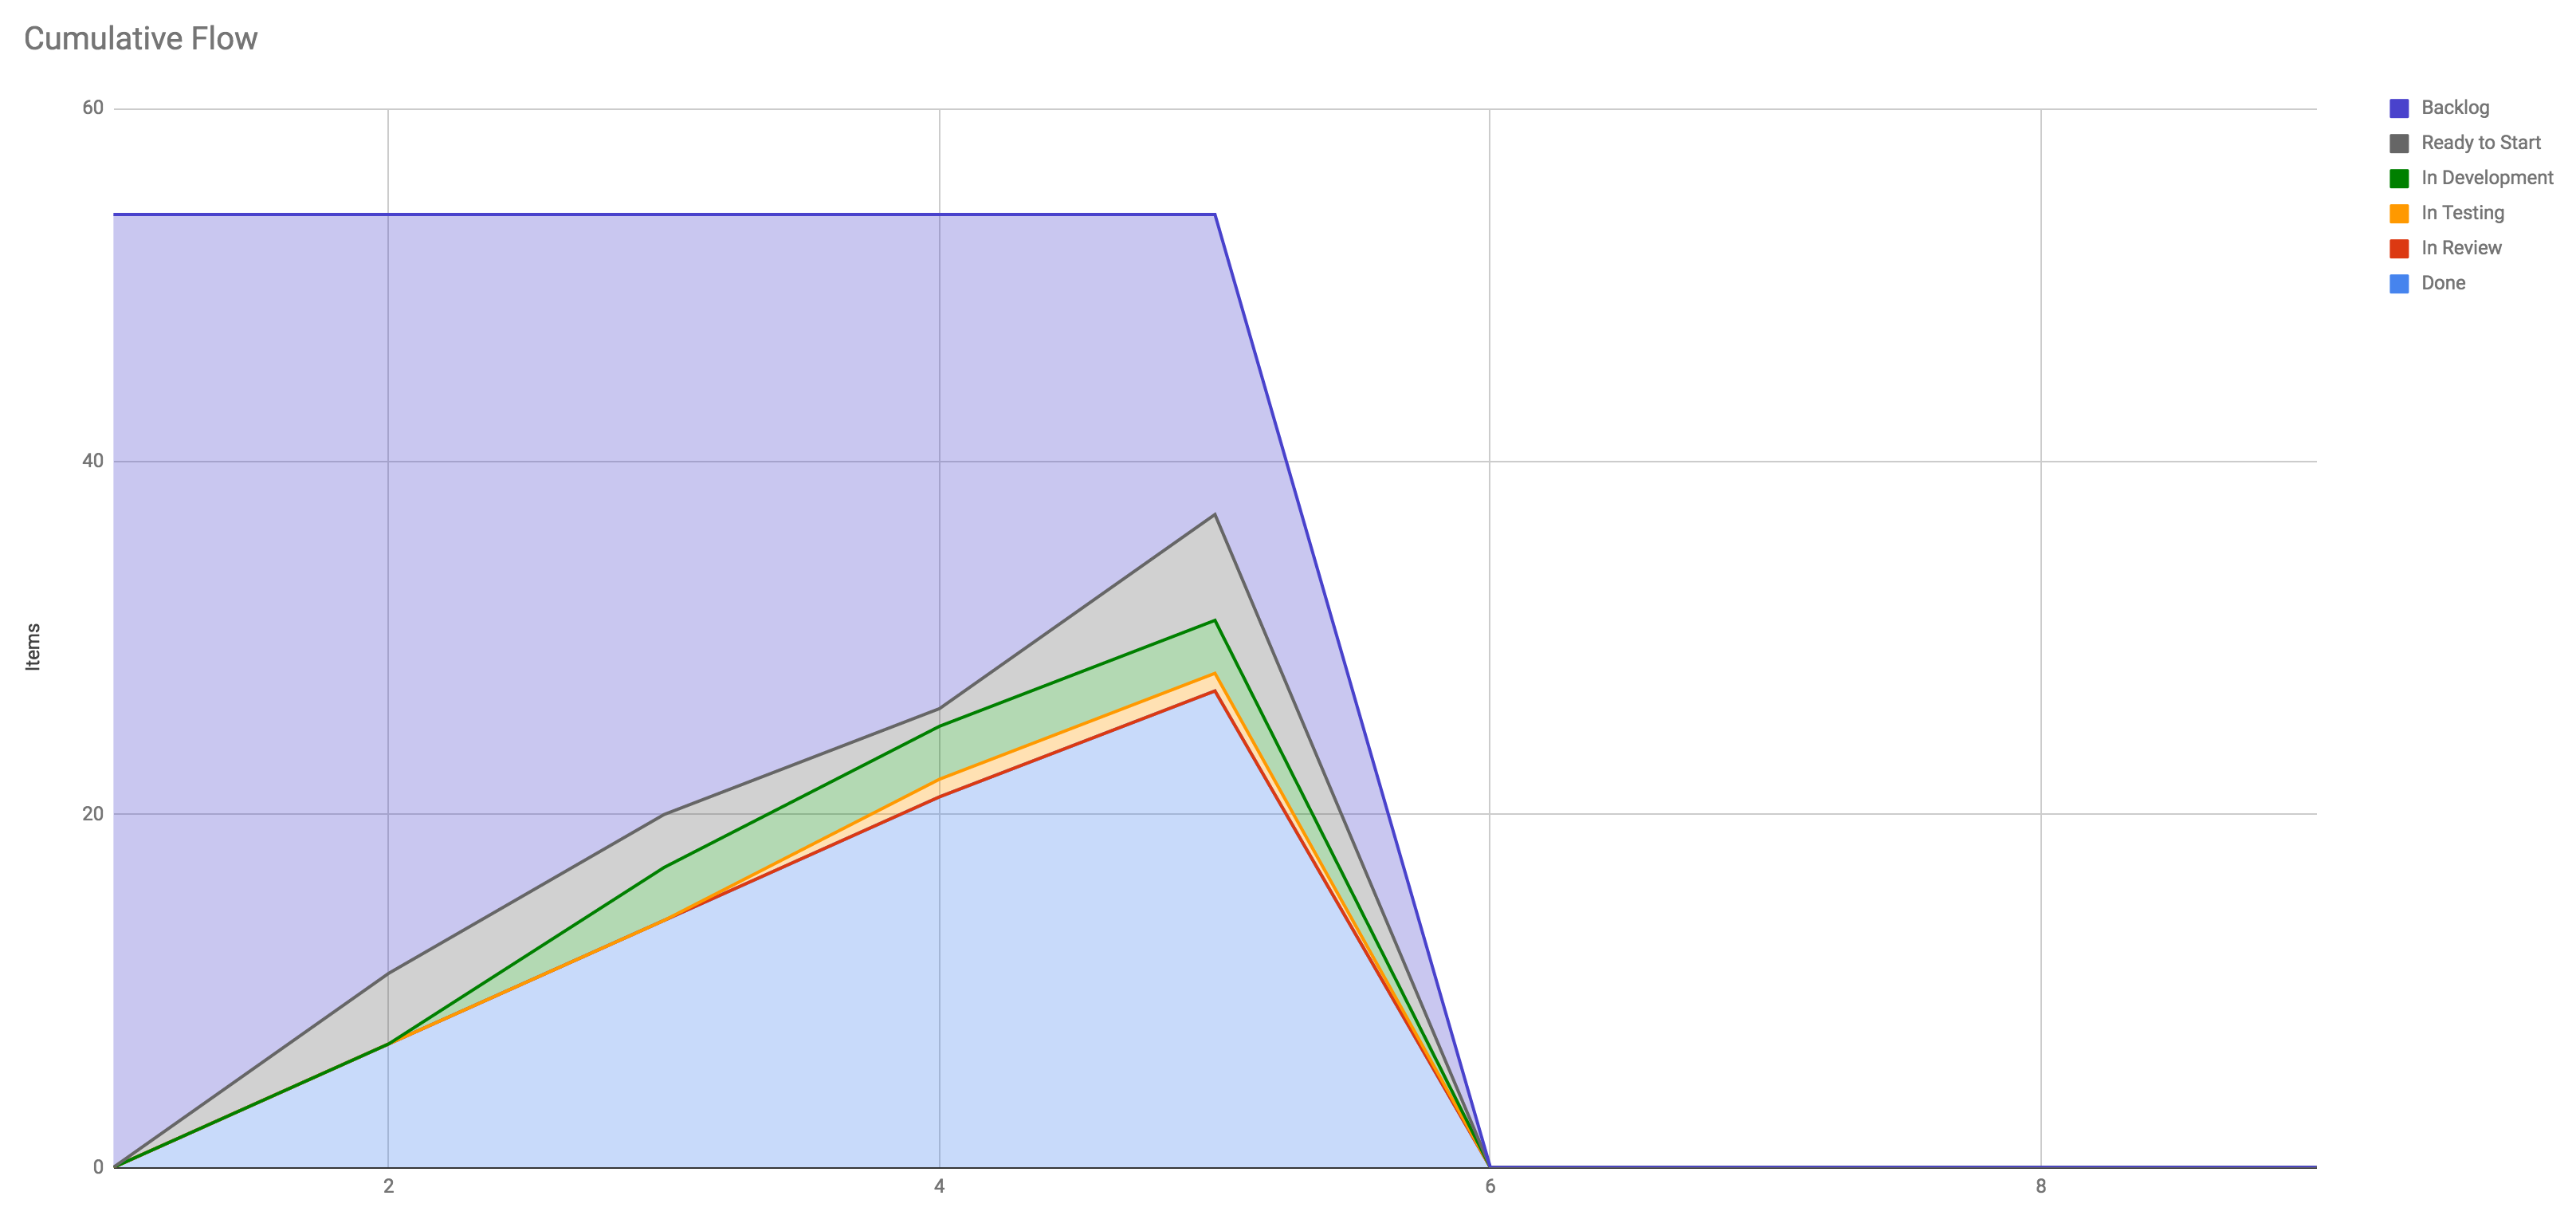 Cumulative Flow
60
40
20
0
Items
2
4
6
8
Backlog
Ready to Start
In Development
In Testing
In Review
Done